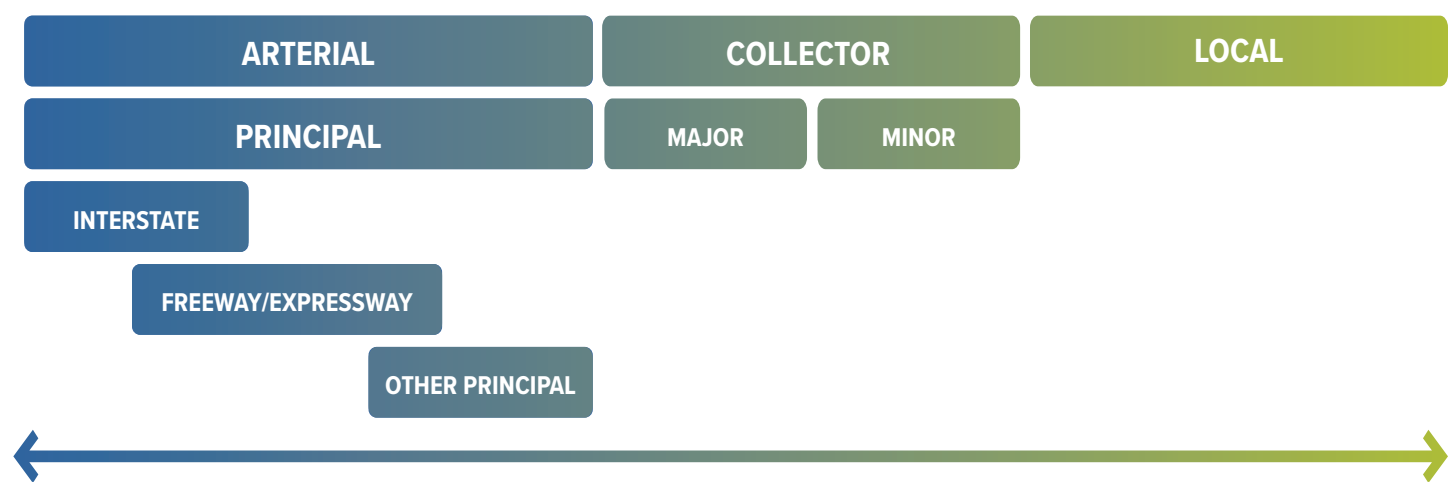 ARTERIAL
COLLECTOR
LOCAL
PRINCIPAL
MAJOR
MINOR
INTERSTATE
FREEWAY/EXPRESSWAY
OTHER PRINCIPAL